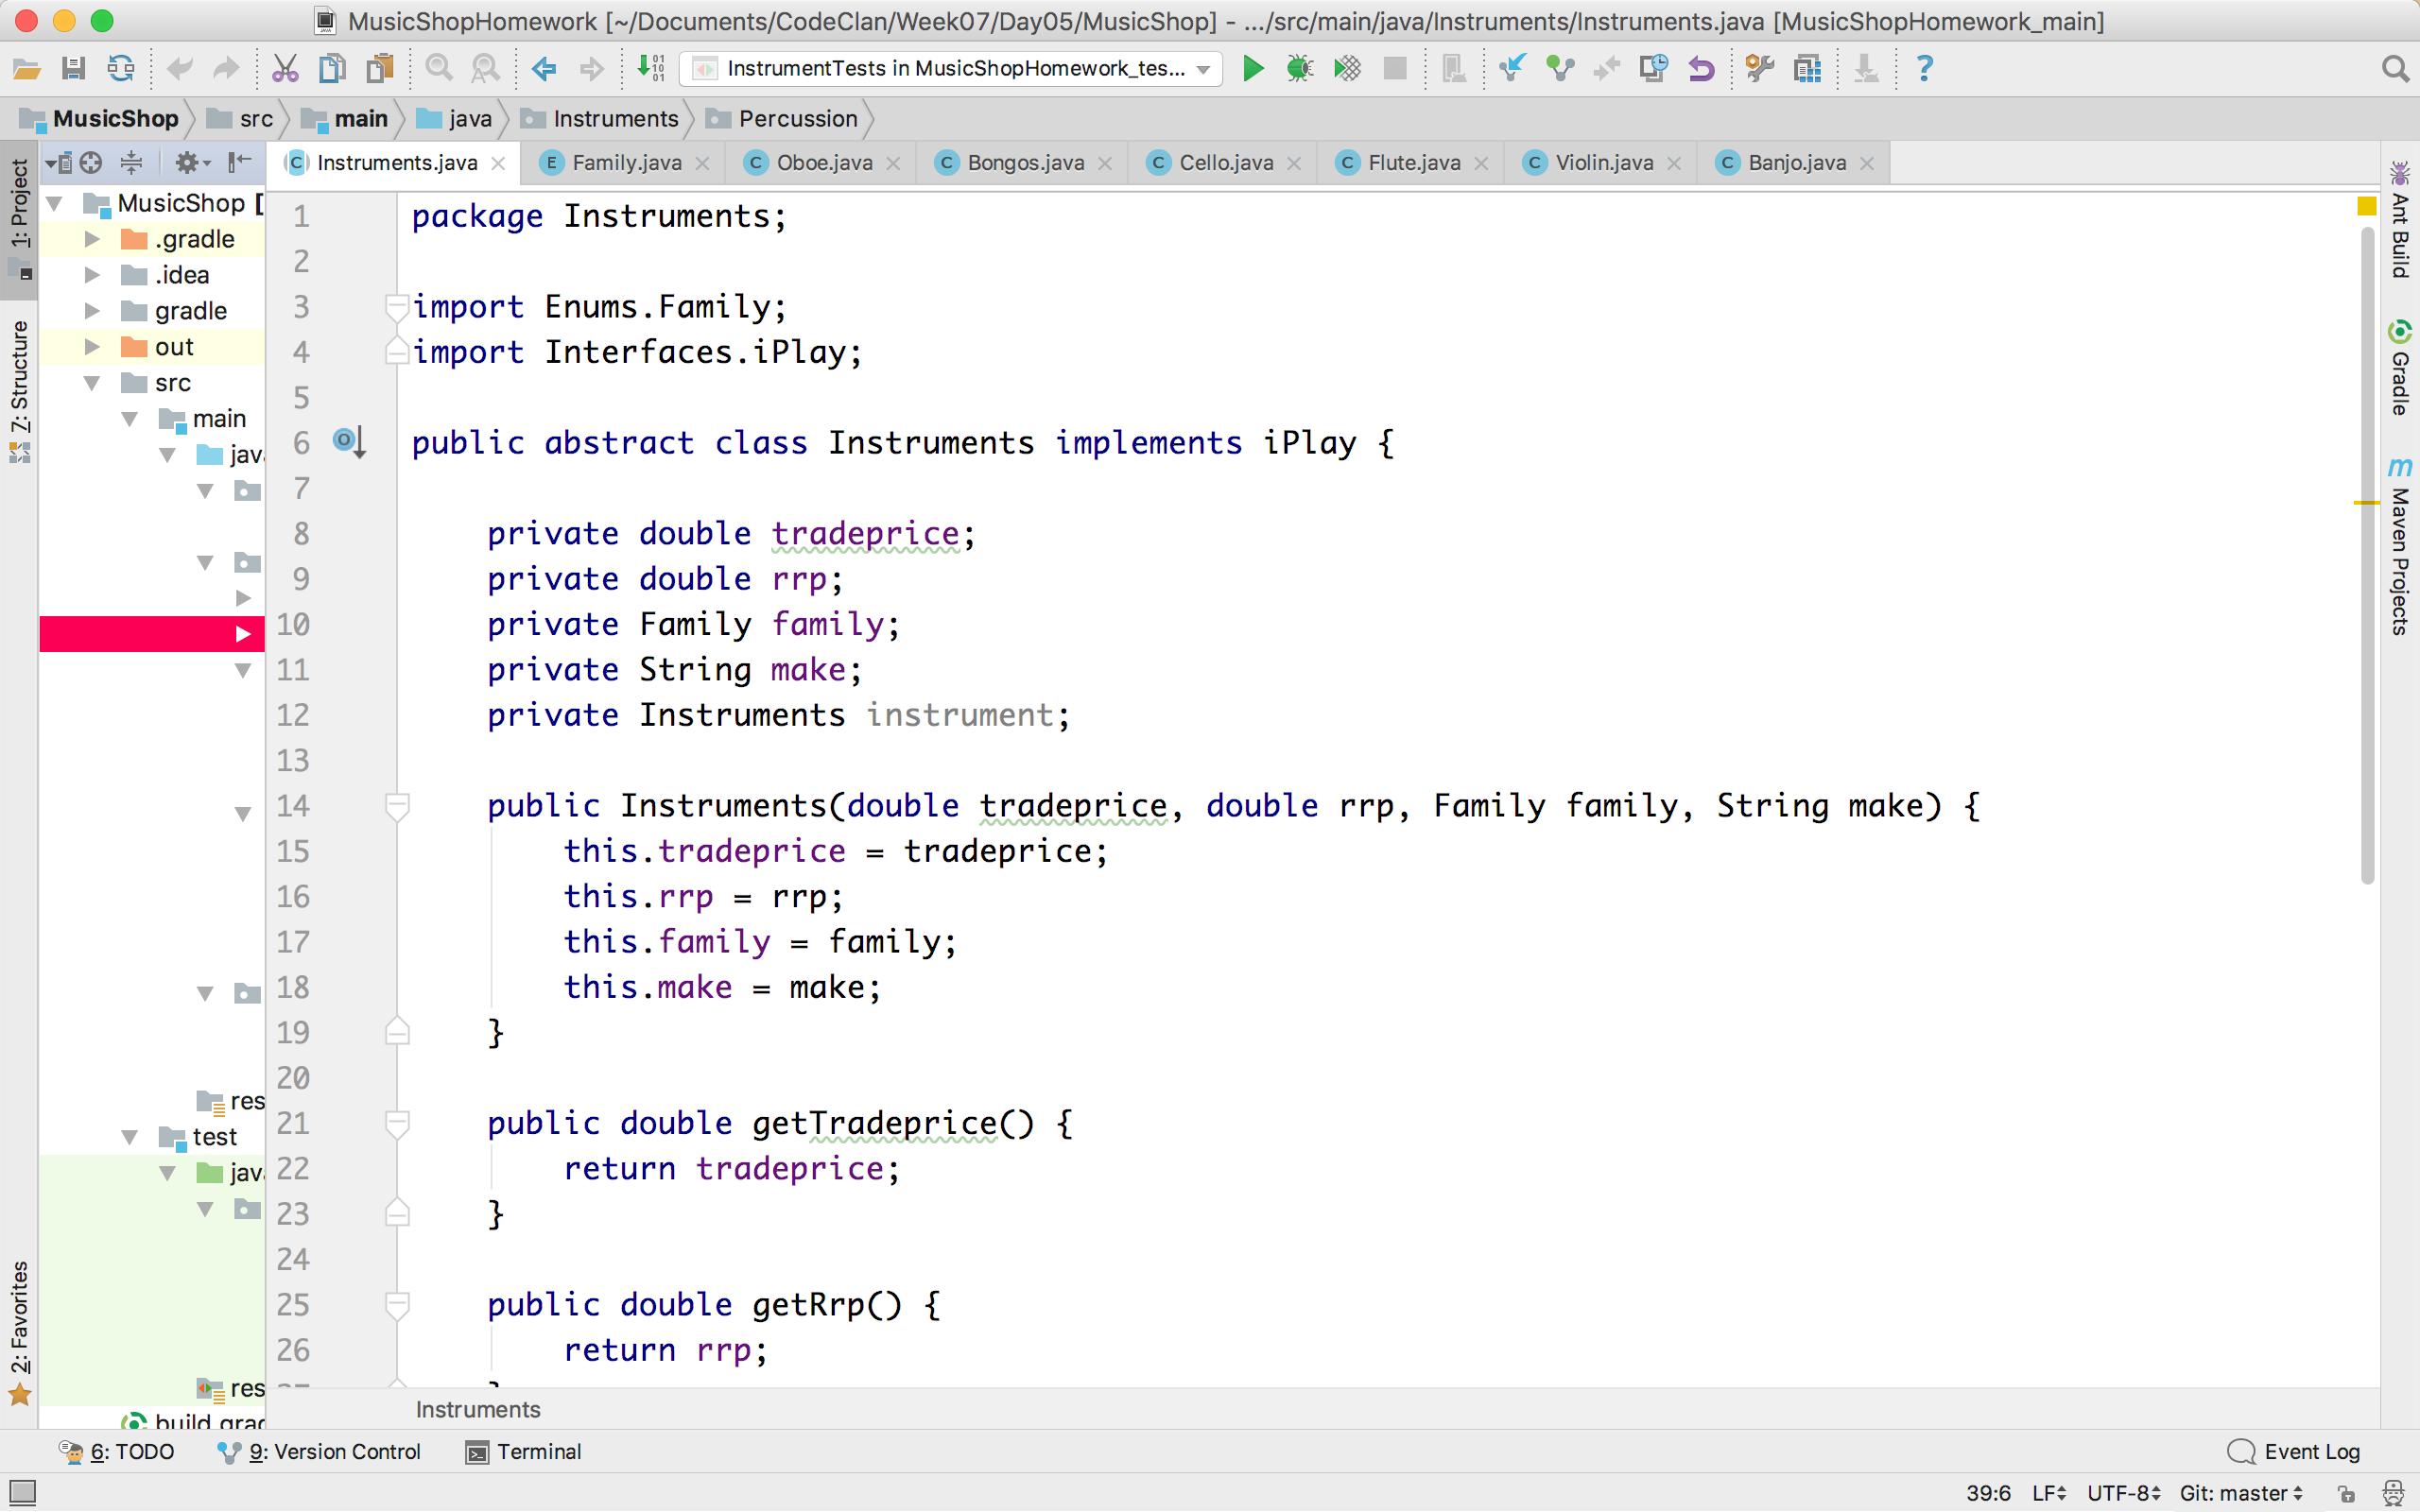 MusicShopHomework [~/Documents/CodeClan/Week07/Day05/MusicShop] - .../src/main/java/Instruments/Instruments.java [MusicShopHomework_main]
InstrumentTests in MusicShopHomework_tes...
MusicShop src main java Instruments Percussion
Instruments.java Family.java Oboe.java Bongos.java Cello.java Flute.java Violin.java Banjo.java
1: Project
7: Structure
2: Favorites
MusicShop [
.gradle
.idea
gradle
out
src
main
java
res
test
java
res
build.grad
1 package Instruments;
2
3 import Enums.Family;
4 import Interfaces.iPlay;
5
6 public abstract class Instruments implements iPlay {
7
8 private double tradeprice;
9 private double rrp;
10 private Family family;
11 private String make;
12 private Instruments instrument;
13
14 public Instruments(double tradeprice, double rrp, Family family, String make) {
15 this.tradeprice = tradeprice;
16 this.rrp = rrp;
17 this.family = family;
18 this.make = make;
19 }
20
21 public double getTradeprice() {
22 return tradeprice;
23 }
24
25 public double getRrp() {
26 return rrp;
Instruments
Ant Build
Gradle
Maven Projects
6: TODO 9: Version Control Terminal Event Log
39:6 LF UTF-8 Git: master